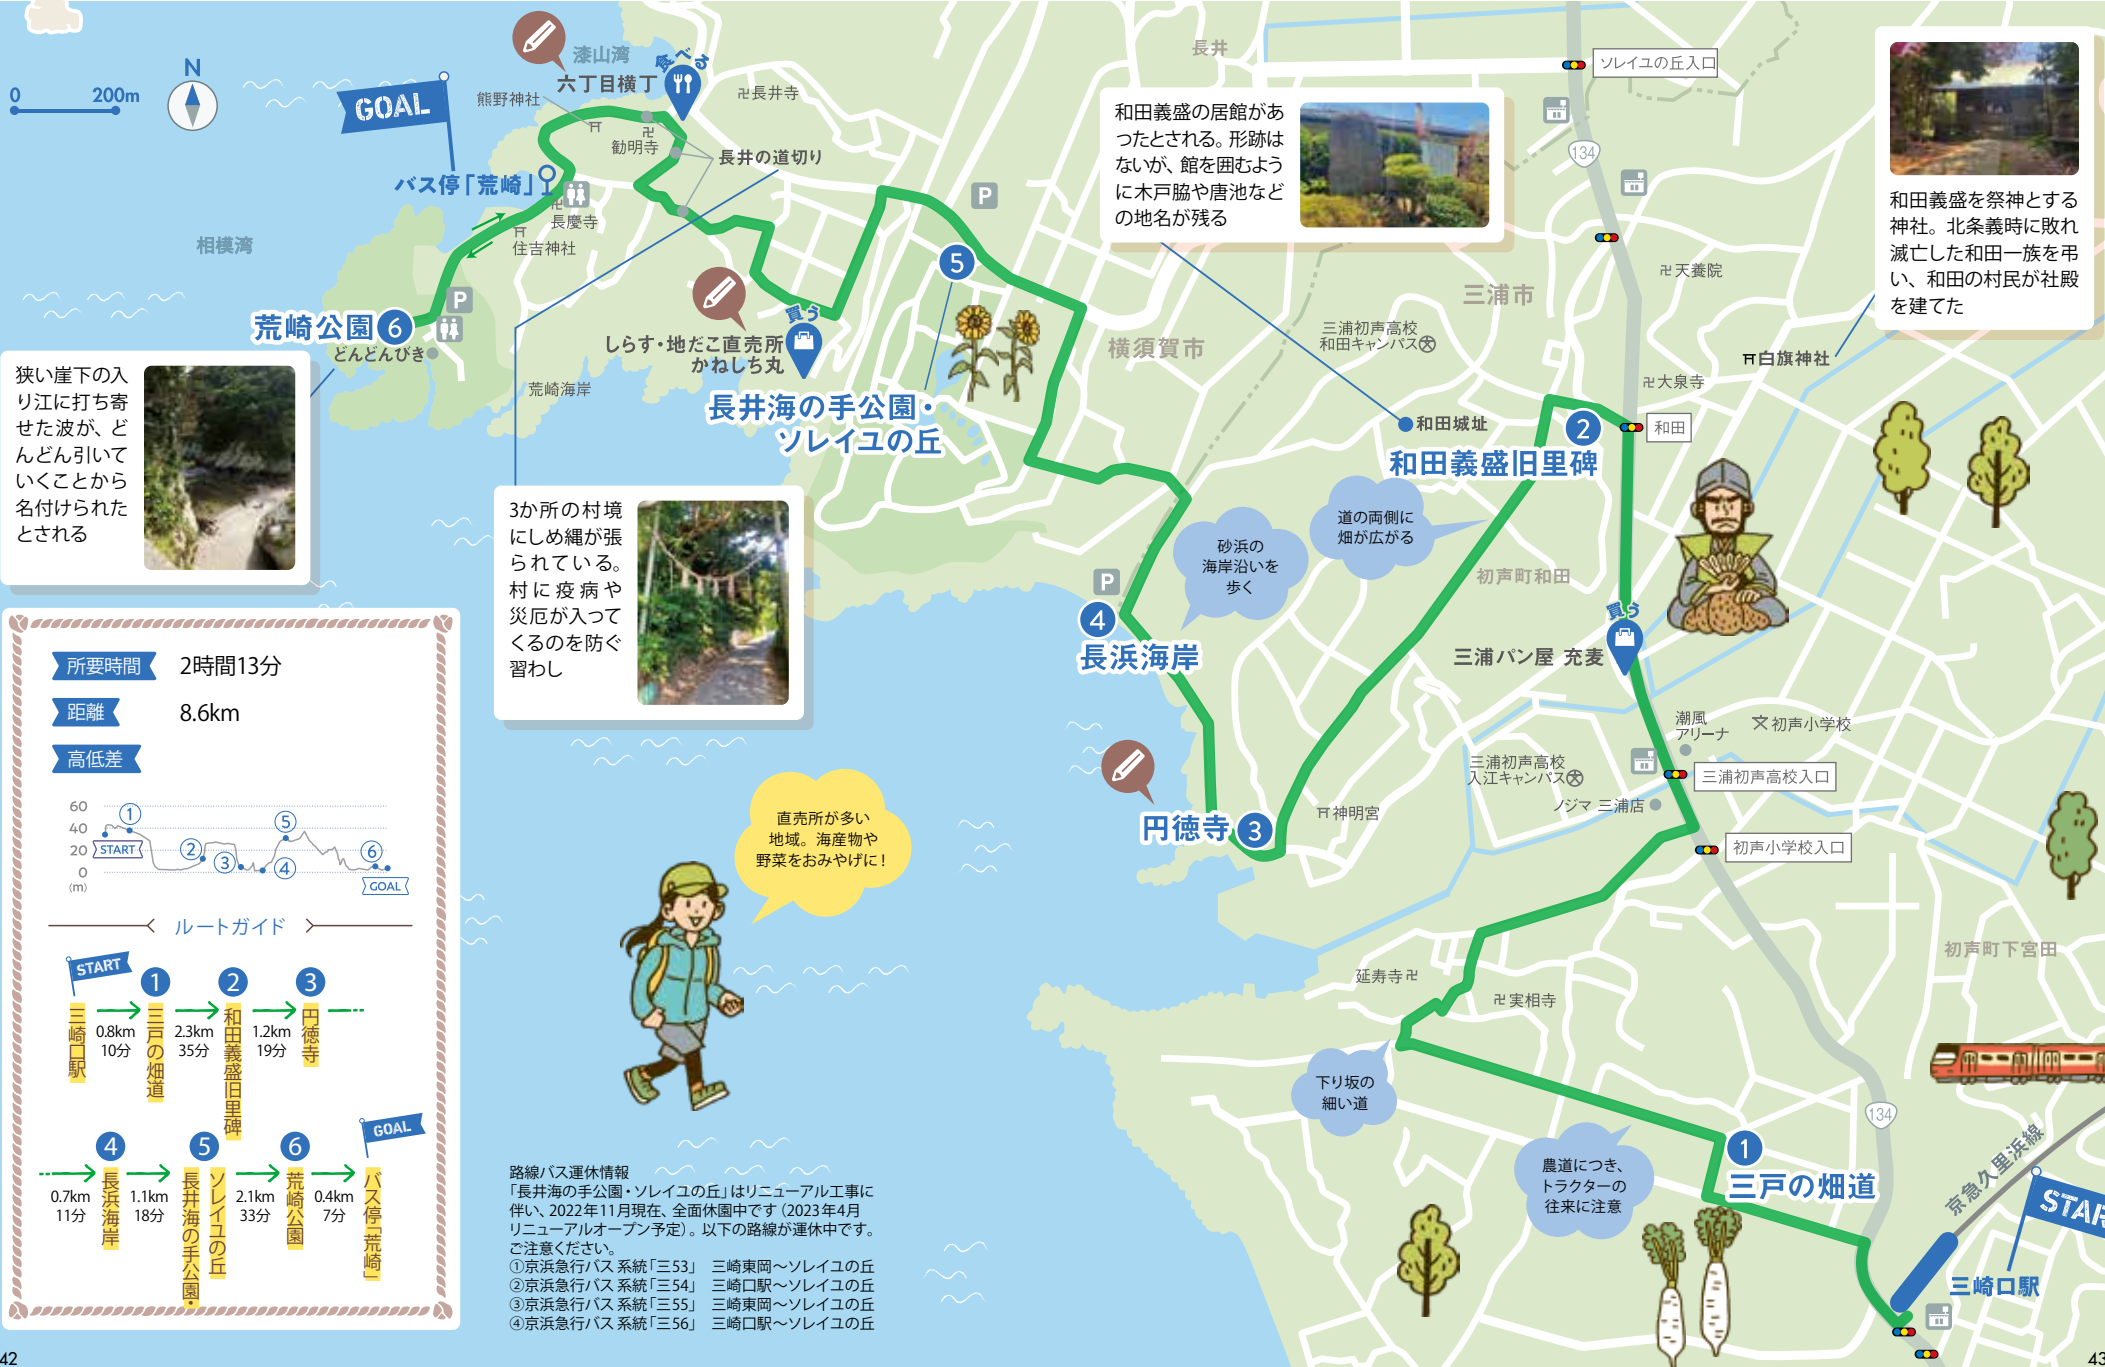 N
0 200m
GOAL
漆山湾
食べる
六丁目横丁
熊野神社
卍長井寺
卍
勧明寺
長井の道切り
バス停「荒崎」
卍
長慶寺
住吉神社
相模湾
荒崎公園 6
どんどんびき
P
荒崎海岸
狭い崖下の入
り江に打ち寄
せた波が、ど
んどん引いて
いくことから
名付けられた
とされる
買う
しらす・地だこ直売所
かねしち丸
5
長井海の手公園・
ソレイユの丘
P
長井
横須賀市
和田義盛の居館があ
ったとされる。形跡は
ないが、館を囲むよう
に木戸脇や唐池など
の地名が残る
ソレイユの丘入口
134
三浦市
卍天養院
三浦初声高校
和田キャンパス
卍大泉寺
白旗神社
和田義盛を祭神とする
神社。北条義時に敗れ
滅亡した和田一族を弔
い、和田の村民が社殿
を建てた
和田城址
2
和田
和田義盛旧里碑
道の両側に
畑が広がる
砂浜の
海岸沿いを
歩く
初声町和田
3か所の村境
にしめ縄が張
られている。
村に疫病や
災厄が入って
くるのを防ぐ
習わし
P
4
長浜海岸
買う
三浦パン屋 充麦
潮風
アリーナ
文 初声小学校
三浦初声高校
入江キャンパス
三浦初声高校入口
ノジマ 三浦店
神明宮
円徳寺 3
初声小学校入口
初声町下宮田
延寿寺卍
卍実相寺
下り坂の
細い道
134
農道につき、
トラクターの
往来に注意
1
三戸の畑道
京急久里浜線
STAR
三崎口駅
直売所が多い
地域。海産物や
野菜をおみやげに!
所要時間 2時間13分
距離 8.6km
高低差
60
40
20
0
(m)
START
1
2
3
4
5
6
GOAL
ルートガイド
START
三崎口駅
0.8km
10分
1
三戸の畑道
2.3km
35分
2
和田義盛旧里碑
1.2km
19分
3
円徳寺
0.7km
11分
4
長浜海岸
1.1km
18分
5
長井海の手公園・
ソレイユの丘
2.1km
33分
6
荒崎公園
0.4km
7分
GOAL
バス停「荒崎」
路線バス運休情報
「長井海の手公園・ソレイユの丘」はリニューアル工事に
伴い、2022年11月現在、全面休園中です(2023年4月
リニューアルオープン予定)。以下の路線が運休中です。
ご注意ください。
①京浜急行バス 系統「三53」 三崎東岡〜ソレイユの丘
②京浜急行バス 系統「三54」 三崎口駅〜ソレイユの丘
③京浜急行バス 系統「三55」 三崎東岡〜ソレイユの丘
④京浜急行バス 系統「三56」 三崎口駅〜ソレイユの丘
42
43